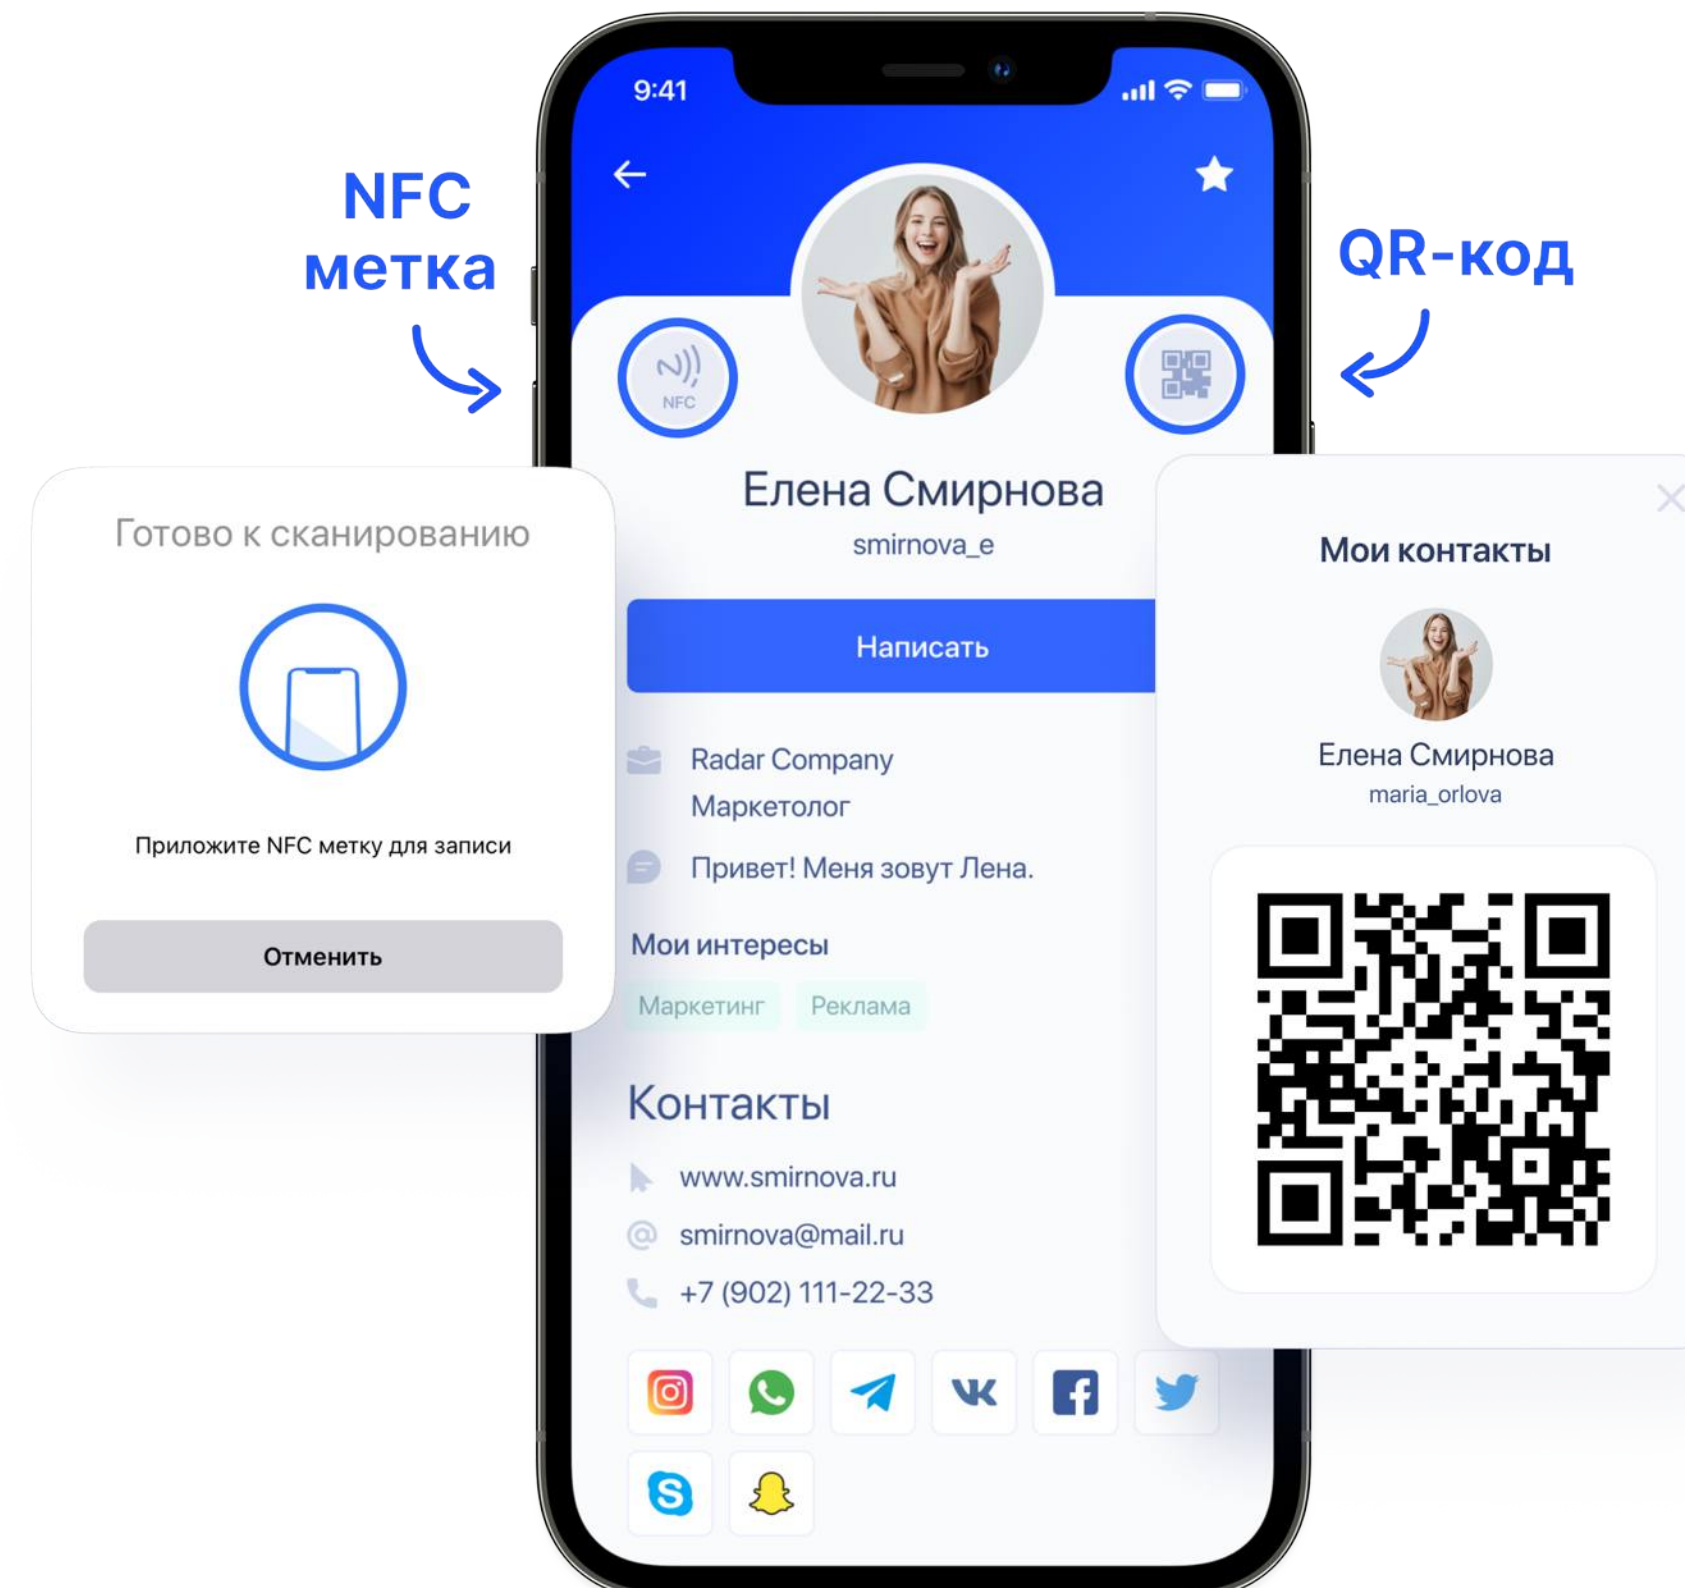 9:41
NFC
метка
QR-код
NFC
Елена Смирнова
smirnova_e
Написать
Radar Company
Маркетолог
Привет! Меня зовут Лена.
Мои интересы
Маркетинг
Реклама
Контакты
www.smirnova.ru
smirnova@mail.ru
+7 (902) 111-22-33
Готово к сканированию
Приложите NFC метку для записи
Отменить
Мои контакты
Елена Смирнова
maria_orlova